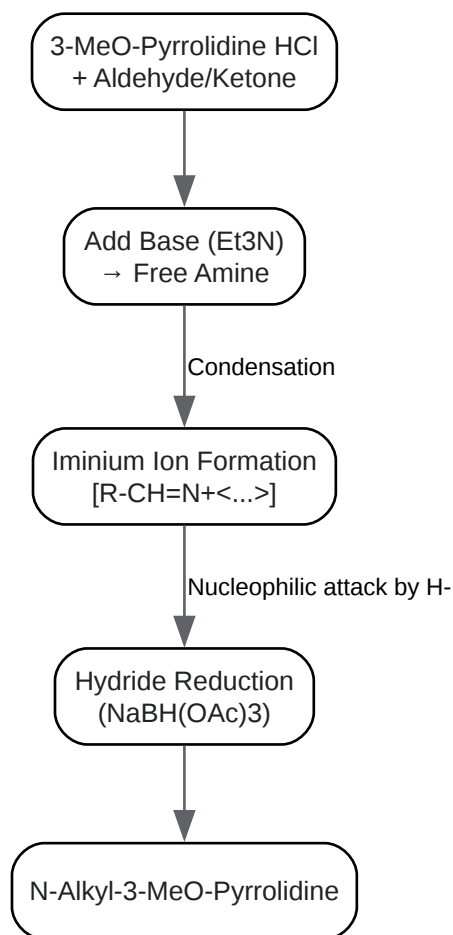 3-MeO-Pyrrolidine HCl
+ Aldehyde/Ketone
Add Base (Et3N)
→ Free Amine
Condensation
Iminium Ion Formation
[R-CH=N+<...>]
Nucleophilic attack by H-
Hydride Reduction
(NaBH(OAc)3)
N-Alkyl-3-MeO-Pyrrolidine